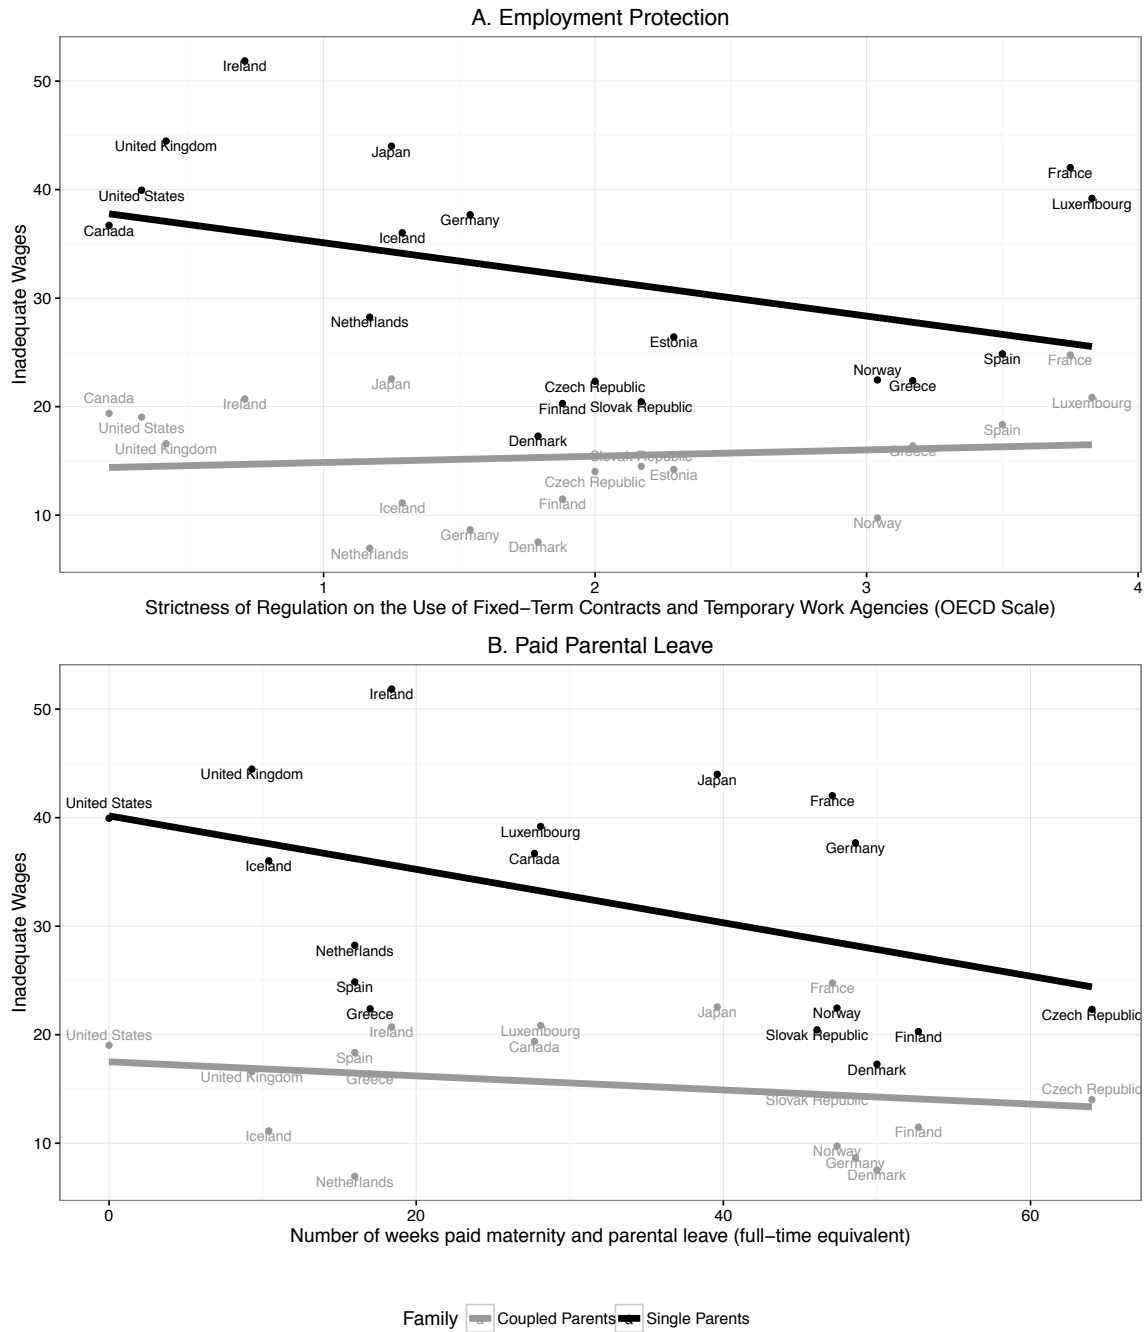 A. Employment Protection
Inadequate Wages
50
40
30
20
10
Ireland
United Kingdom
Japan
United States
France
Luxembourg
Canada
Germany
Iceland
Netherlands
Estonia
Spain
Norway
Greece
Czech Republic
Finland
Slovak Republic
Denmark
France
Luxembourg
Japan
Canada
Ireland
United States
United Kingdom
Spain
Greece
Slovak Republic
Czech Republic
Estonia
Iceland
Finland
Norway
Germany
Denmark
Netherlands
1
2
3
4
Strictness of Regulation on the Use of Fixed−Term Contracts and Temporary Work Agencies (OECD Scale)
B. Paid Parental Leave
Inadequate Wages
50
40
30
20
10
Ireland
United Kingdom
Japan
United States
France
Luxembourg
Canada
Germany
Iceland
Netherlands
Spain
Greece
Norway
Slovak Republic
Finland
Czech Republic
Denmark
France
Japan
United States
Ireland
Luxembourg
Canada
Spain
United Kingdom
Greece
Slovak Republic
Czech Republic
Iceland
Finland
Norway
Germany
Denmark
Netherlands
0
20
40
60
Number of weeks paid maternity and parental leave (full−time equivalent)
Family
Coupled Parents
Single Parents